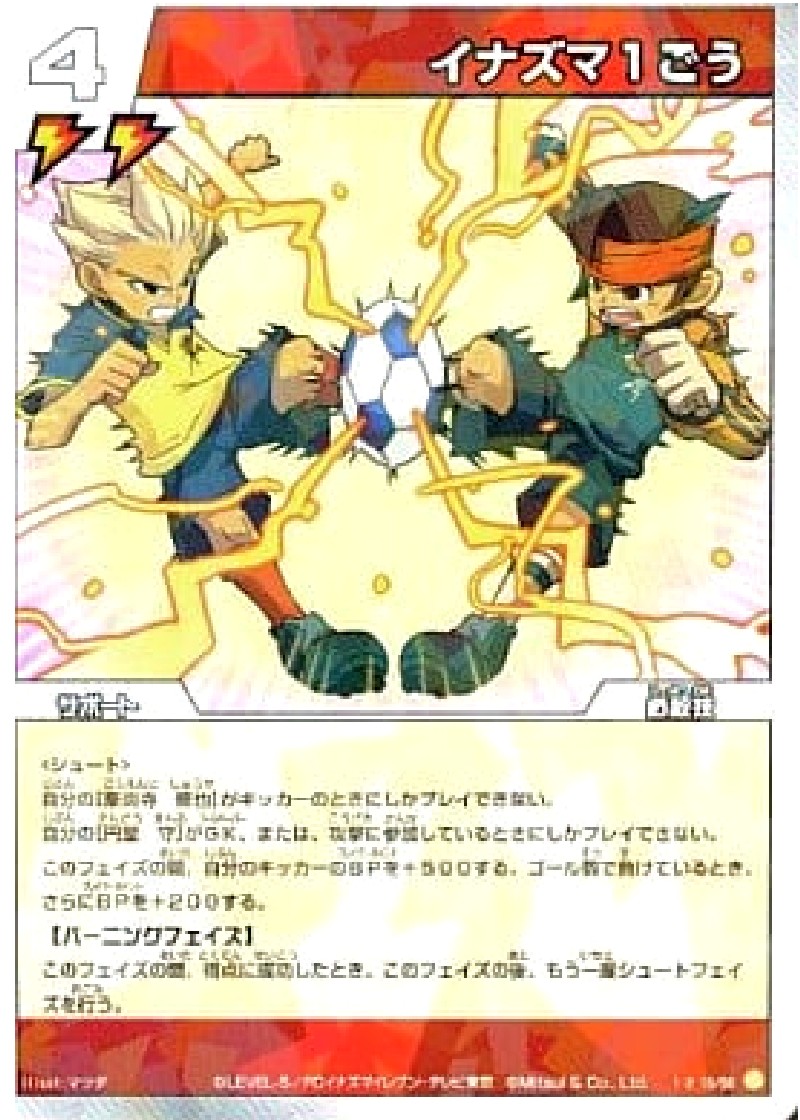 4
イナズマ1ごう
サポート
必殺技
<シュート>
自分の[豪炎寺 修也]がキッカーのときにしかプレイできない。
自分の[円堂 守]がGK、または、攻撃に参加しているときにしかプレイできない。
このフェイズの間、自分のキッカーのBPを+500する。ゴール数で負けているとき、
さらにBPを+200する。
【バーニングフェイズ】
このフェイズの間、得点に成功したとき、このフェイズの後、もう一度シュートフェイ
ズを行う。
illust:マツダ ©LEVEL-5/FCイナズマイレブン・テレビ東京 ©Mitsui & Co., Ltd.